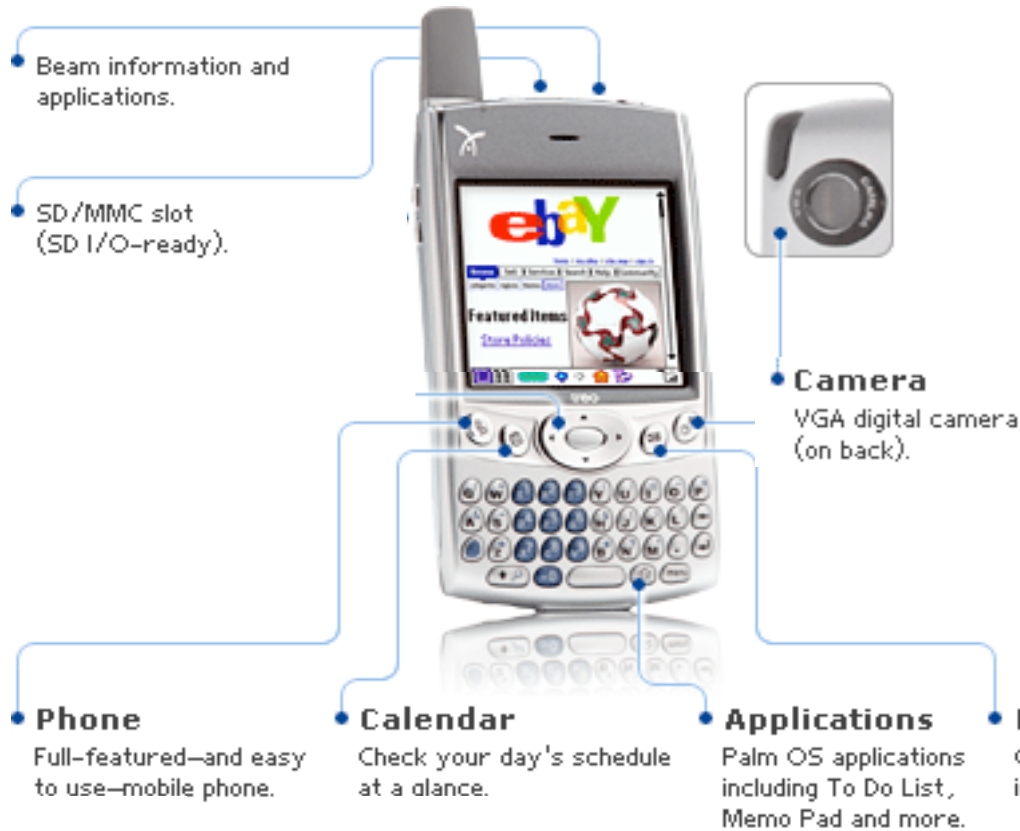 Beam information and
applications.
SD/MMC slot
(SD I/O-ready).
ebay
Featured Items
Store Policies
Camera
VGA digital camera
(on back).
Phone
Full-featured—and easy
to use—mobile phone.
Calendar
Check your day's schedule
at a glance.
Applications
Palm OS applications
including To Do List,
Memo Pad and more.